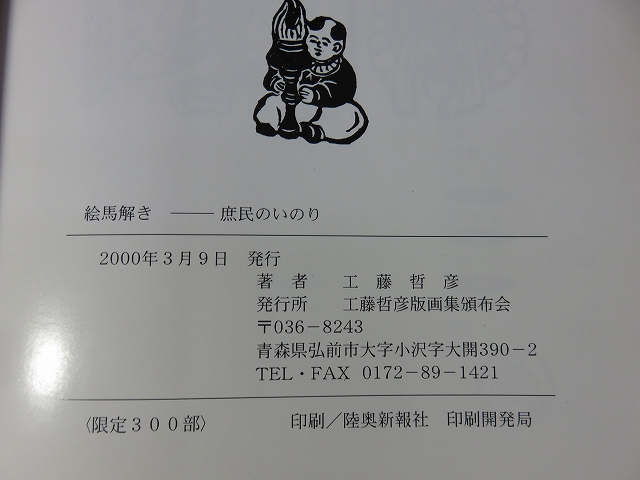 絵馬解き ――― 庶民のいのり
2000年３月９日 発行
著 者 工 藤 哲 彦
発行所 工藤哲彦版画集頒布会
〒036－8243
青森県弘前市大字小沢字大開390－2
TEL・FAX 0172－89－1421
〈限定３００部〉 印刷／陸奥新報社 印刷開発局